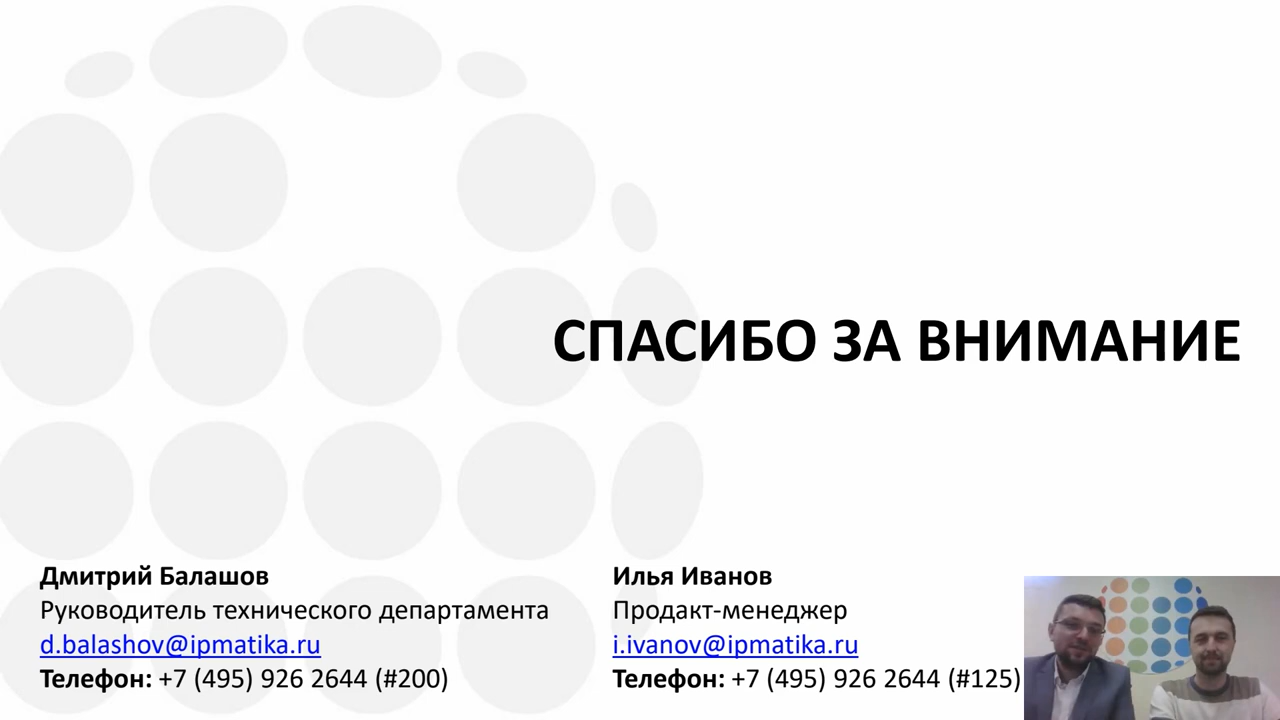 СПАСИБО ЗА ВНИМАНИЕ
Дмитрий Балашов
Руководитель технического департамента
d.balashov@ipmatika.ru
Телефон: +7 (495) 926 2644 (#200)
Илья Иванов
Продакт-менеджер
i.ivanov@ipmatika.ru
Телефон: +7 (495) 926 2644 (#125)